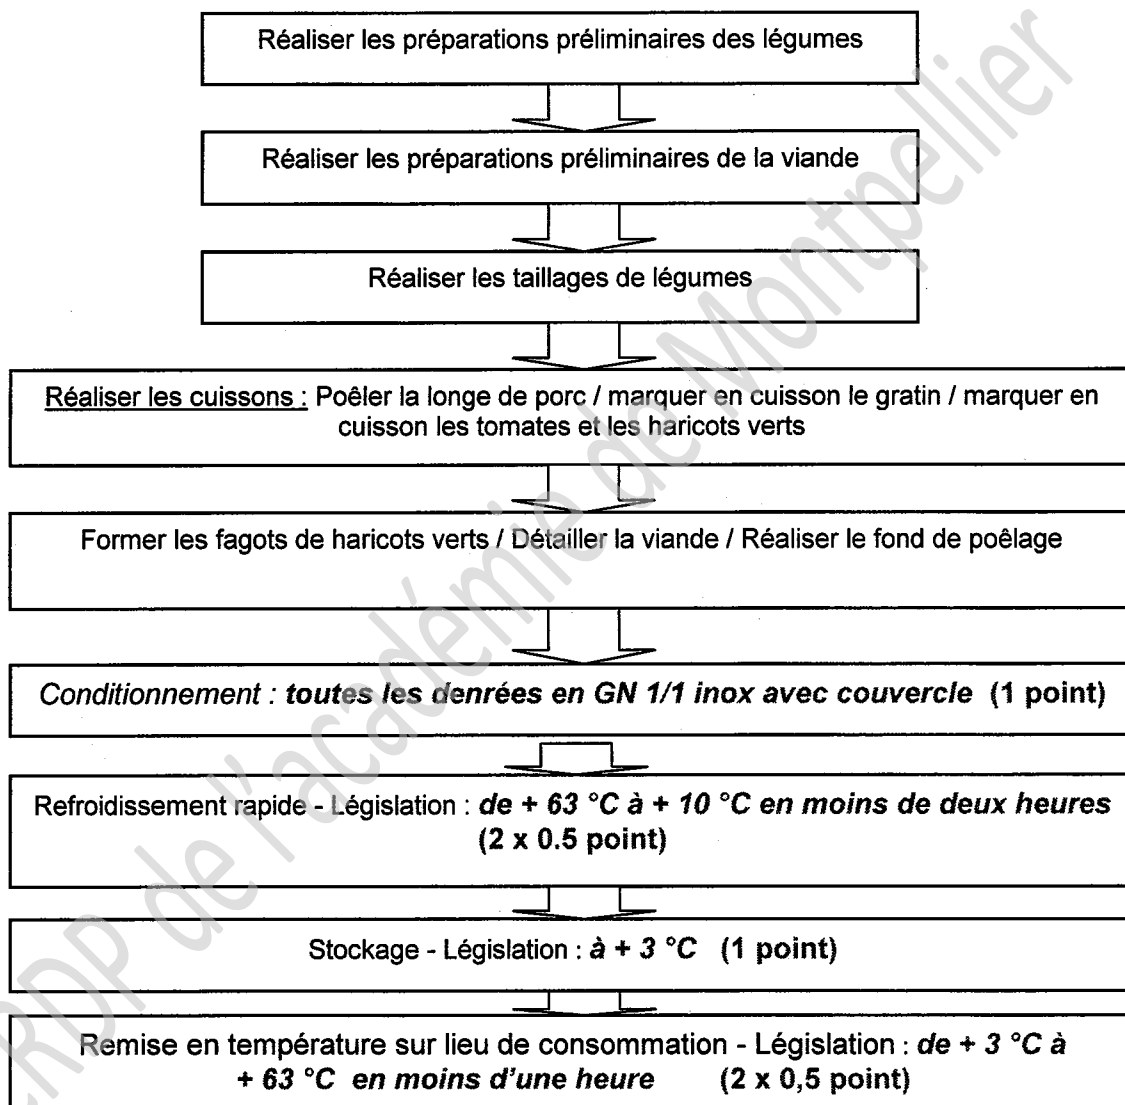 Réaliser les préparations préliminaires des légumes
Réaliser les préparations préliminaires de la viande
Réaliser les taillages de légumes
Réaliser les cuissons : Poêler la longe de porc / marquer en cuisson le gratin / marquer en
cuisson les tomates et les haricots verts
Former les fagots de haricots verts / Détailler la viande / Réaliser le fond de poêlage
Conditionnement : toutes les denrées en GN 1/1 inox avec couvercle (1 point)
Refroidissement rapide - Législation : de + 63 °C à + 10 °C en moins de deux heures
(2 x 0.5 point)
Stockage - Législation : à + 3 °C (1 point)
Remise en température sur lieu de consommation - Législation : de + 3 °C à
+ 63 °C en moins d'une heure (2 x 0,5 point)
CRDP de l'académie de Montpellier